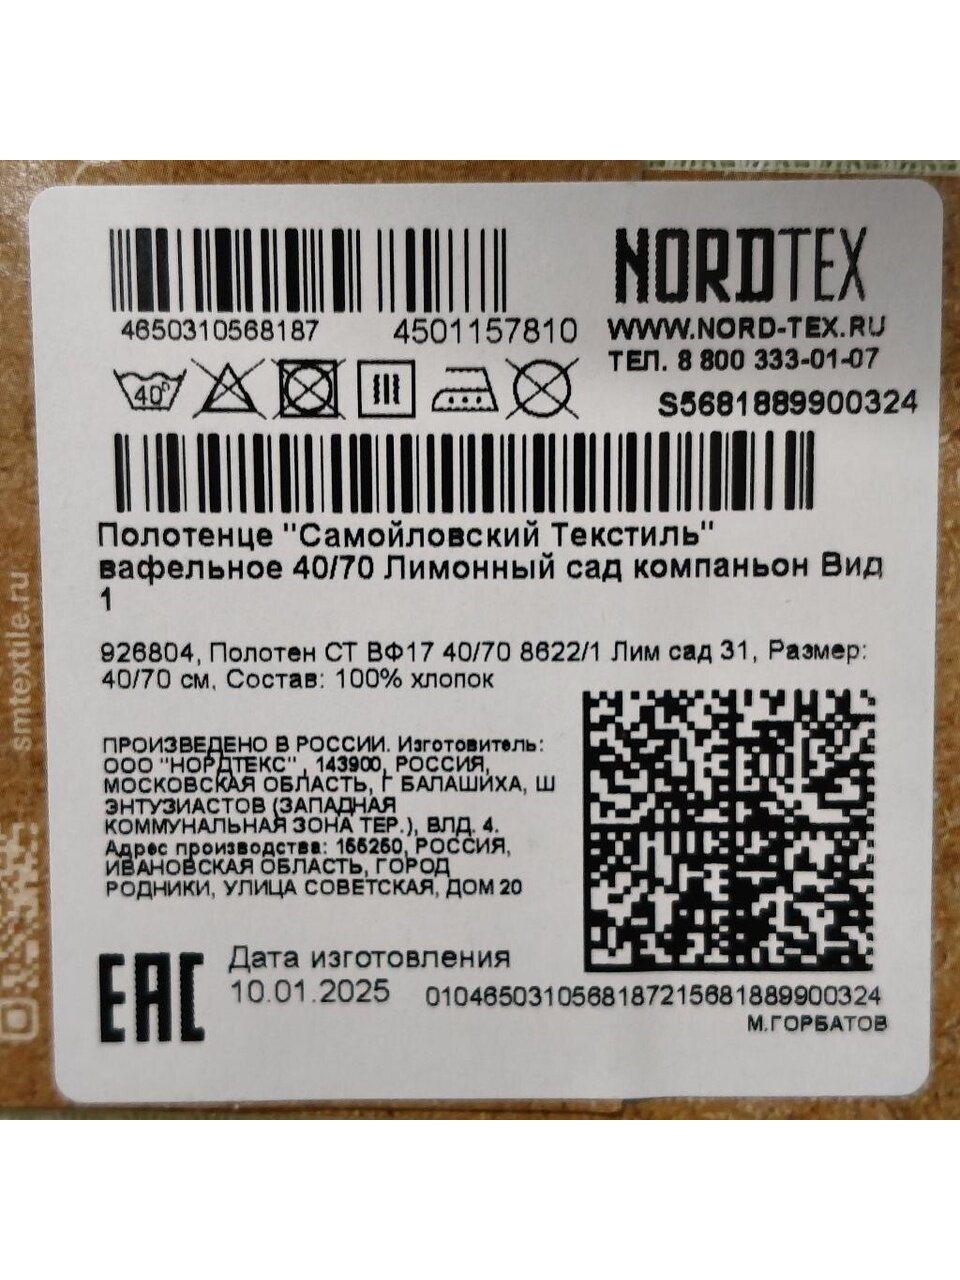 NORDTEX
4650310568187 4501157810
WWW.NORD-TEX.RU
ТЕЛ. 8 800 333-01-07
40°
S5681889900324
Полотенце "Самойловский Текстиль"
вафельное 40/70 Лимонный сад компаньон Вид
1
926804, Полотен СТ ВФ17 40/70 8622/1 Лим сад 31, Размер:
40/70 см, Состав: 100% хлопок
ПРОИЗВЕДЕНО В РОССИИ. Изготовитель:
ООО "НОРДТЕКС" , 143900, РОССИЯ,
МОСКОВСКАЯ ОБЛАСТЬ, Г БАЛАШИХА, Ш
ЭНТУЗИАСТОВ (ЗАПАДНАЯ
КОММУНАЛЬНАЯ ЗОНА ТЕР.), ВЛД. 4.
Адрес производства: 155250, РОССИЯ,
ИВАНОВСКАЯ ОБЛАСТЬ, ГОРОД
РОДНИКИ, УЛИЦА СОВЕТСКАЯ, ДОМ 20
EAC
Дата изготовления
10.01.2025
0104650310568187215681889900324
М.ГОРБАТОВ
smtextile.ru